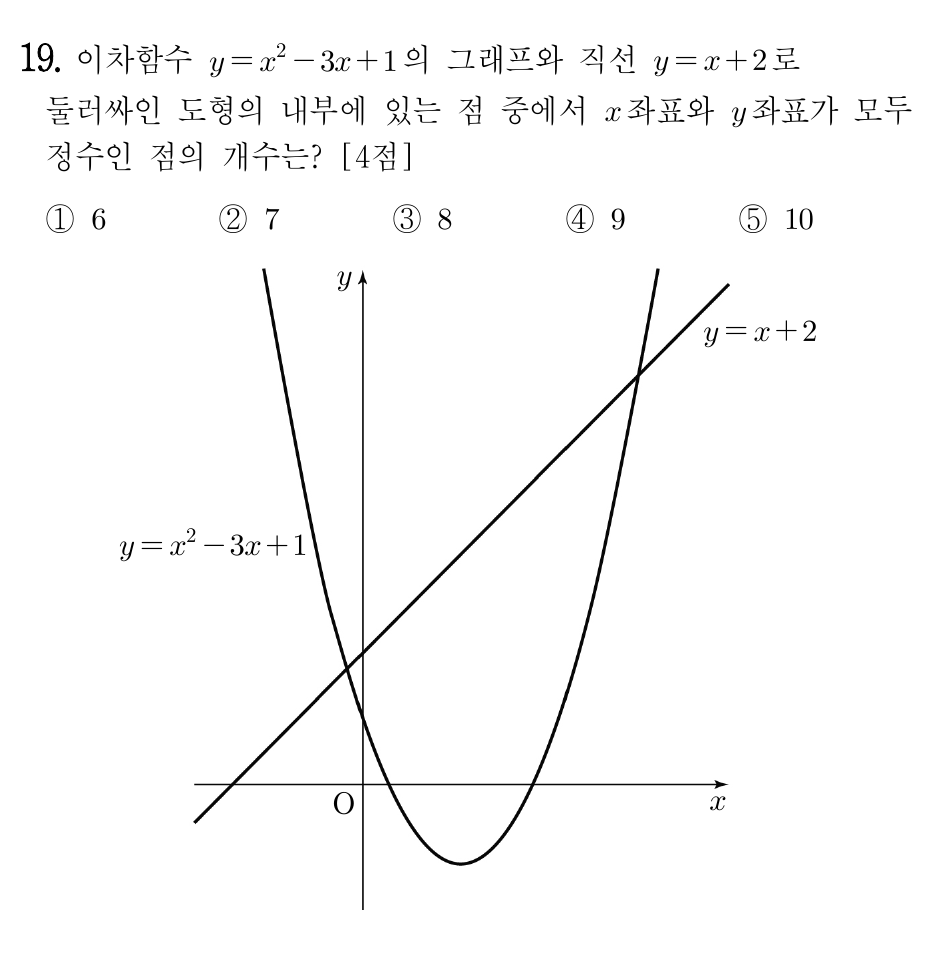 19. 이차함수 y=x²-3x+1의 그래프와 직선 y=x+2로
둘러싸인 도형의 내부에 있는 점 중에서 x좌표와 y좌표가 모두
정수인 점의 개수는? [4점]
① 6 ② 7 ③ 8 ④ 9 ⑤ 10
y
y=x+2
y=x²-3x+1
O
x